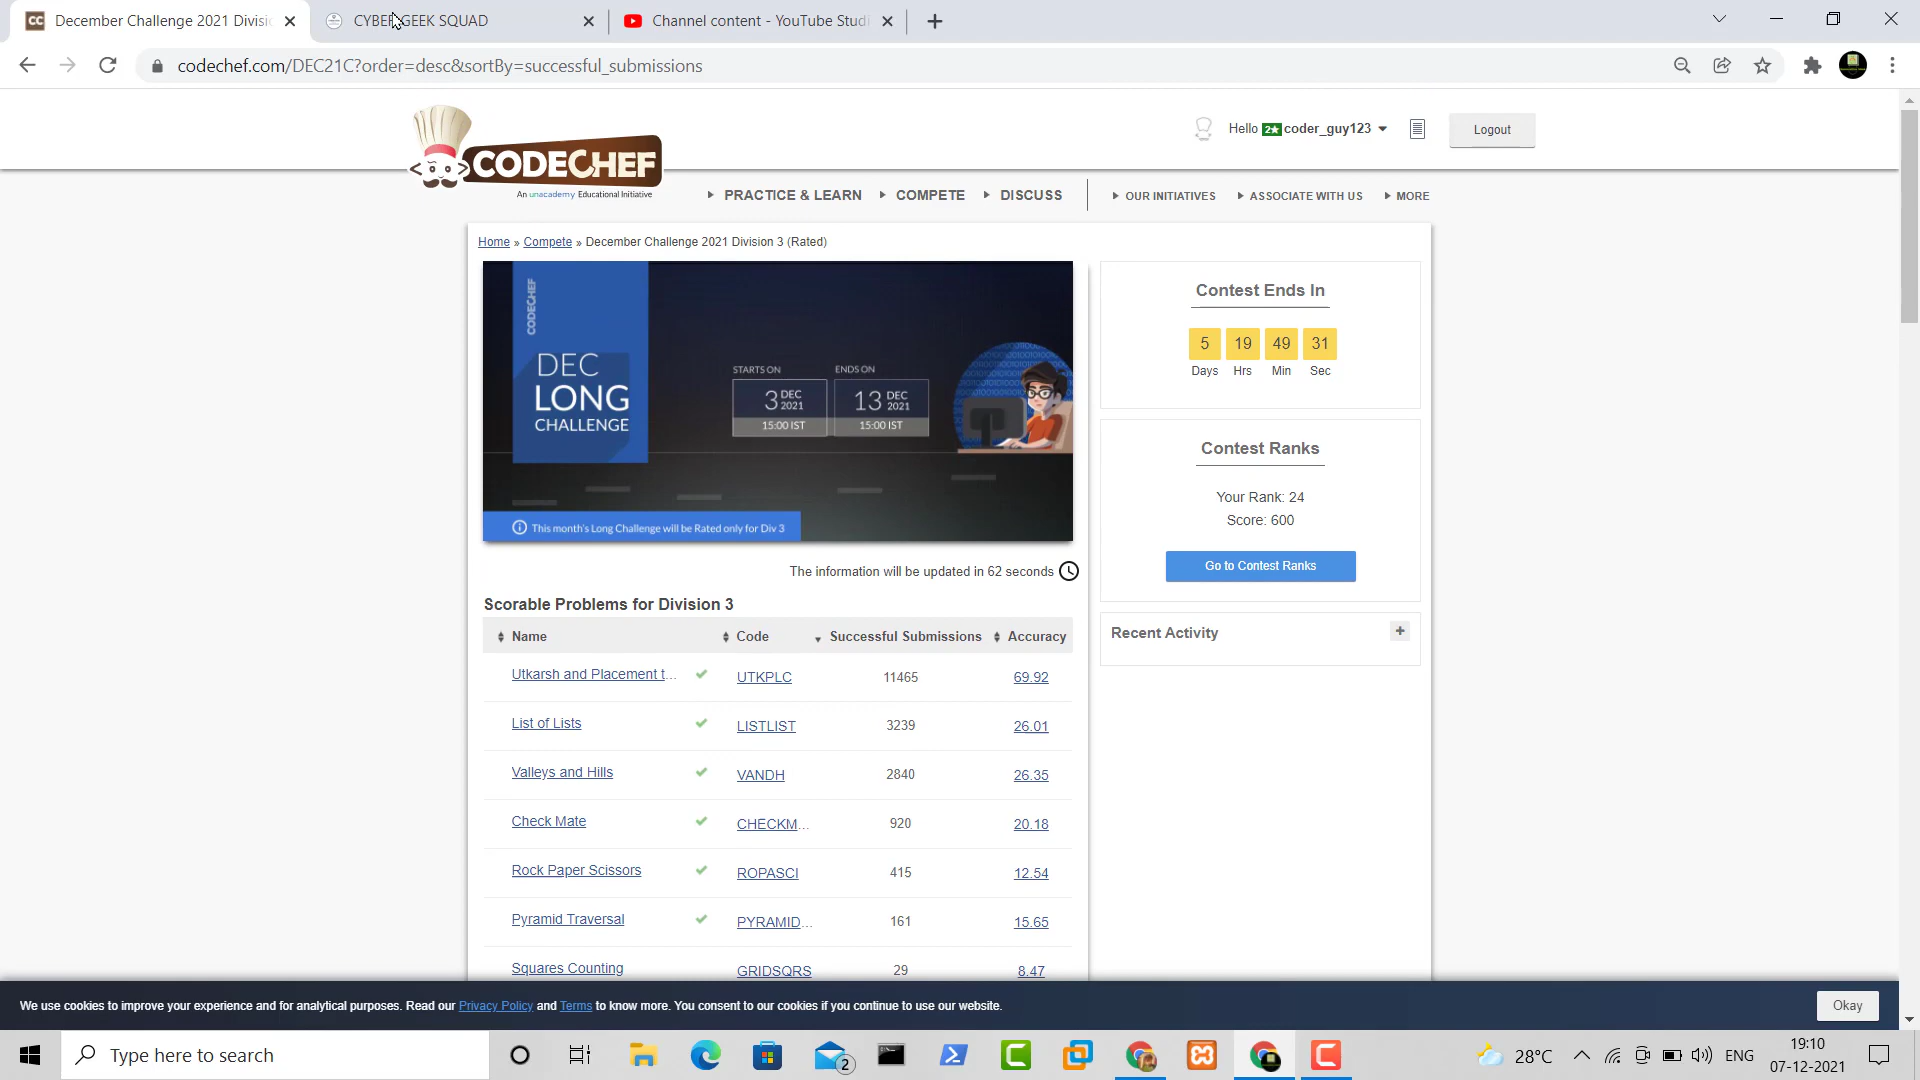 December Challenge 2021 Divisi
CYBER GEEK SQUAD
Channel content - YouTube Studi
codechef.com/DEC21C?order=desc&sortBy=successful_submissions
CODECHEF
An unacademy Educational Initiative
Hello 2★ coder_guy123
Logout
PRACTICE & LEARN
COMPETE
DISCUSS
OUR INITIATIVES
ASSOCIATE WITH US
MORE
Home » Compete » December Challenge 2021 Division 3 (Rated)
CODECHEF
DEC
LONG
CHALLENGE
STARTS ON
3 DEC 2021
15:00 IST
ENDS ON
13 DEC 2021
15:00 IST
This month's Long Challenge will be Rated only for Div 3
Contest Ends In
5 19 49 31
Days Hrs Min Sec
Contest Ranks
Your Rank: 24
Score: 600
Go to Contest Ranks
Recent Activity +
The information will be updated in 62 seconds
Scorable Problems for Division 3
Name Code Successful Submissions Accuracy
Utkarsh and Placement t... UTKPLC 11465 69.92
List of Lists LISTLIST 3239 26.01
Valleys and Hills VANDH 2840 26.35
Check Mate CHECKM... 920 20.18
Rock Paper Scissors ROPASCI 415 12.54
Pyramid Traversal PYRAMID... 161 15.65
Squares Counting GRIDSQRS 29 8.47
We use cookies to improve your experience and for analytical purposes. Read our Privacy Policy and Terms to know more. You consent to our cookies if you continue to use our website.
Okay
Type here to search
2
28°C
ENG
19:10
07-12-2021